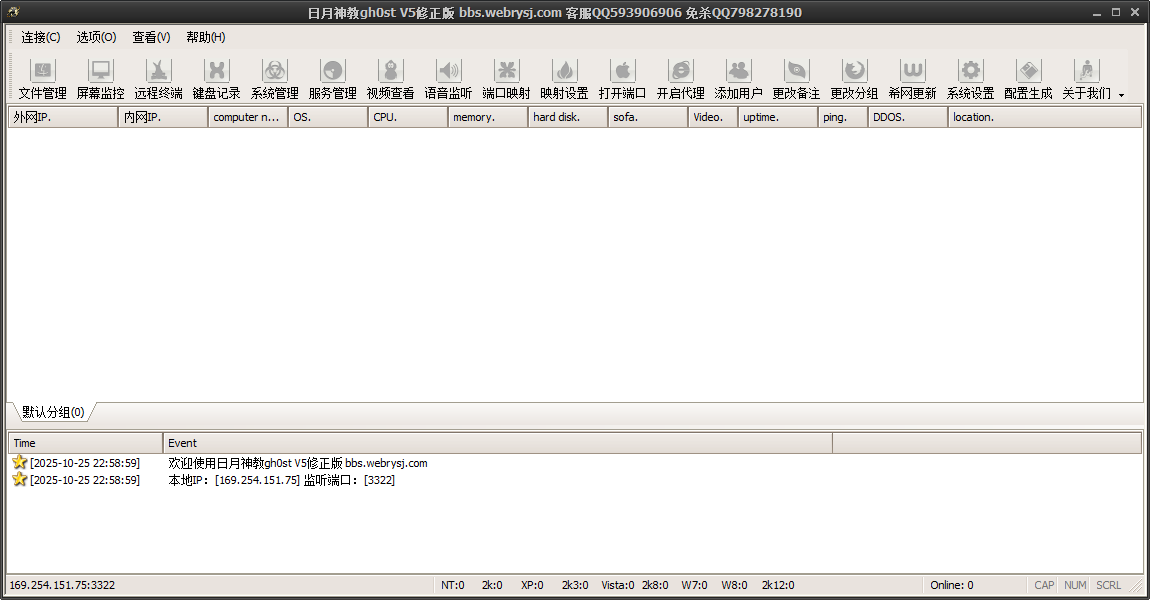 日月神教gh0st V5修正版 bbs.webrysj.com 客服QQ593906906 免杀QQ798278190
连接(C) 选项(O) 查看(V) 帮助(H)
文件管理 屏幕监控 远程终端 键盘记录 系统管理 服务管理 视频查看 语音监听 端口映射 映射设置 打开端口 开启代理 添加用户 更改备注 更改分组 希网更新 系统设置 配置生成 关于我们
外网IP. 内网IP. computer n... OS. CPU. memory. hard disk. sofa. Video. uptime. ping. DDOS. location.
默认分组(0)
Time Event
[2025-10-25 22:58:59] 欢迎使用日月神教gh0st V5修正版 bbs.webrysj.com
[2025-10-25 22:58:59] 本地IP：[169.254.151.75] 监听端口：[3322]
169.254.151.75:3322 NT:0 2k:0 XP:0 2k3:0 Vista:0 2k8:0 W7:0 W8:0 2k12:0 Online: 0 CAP NUM SCRL